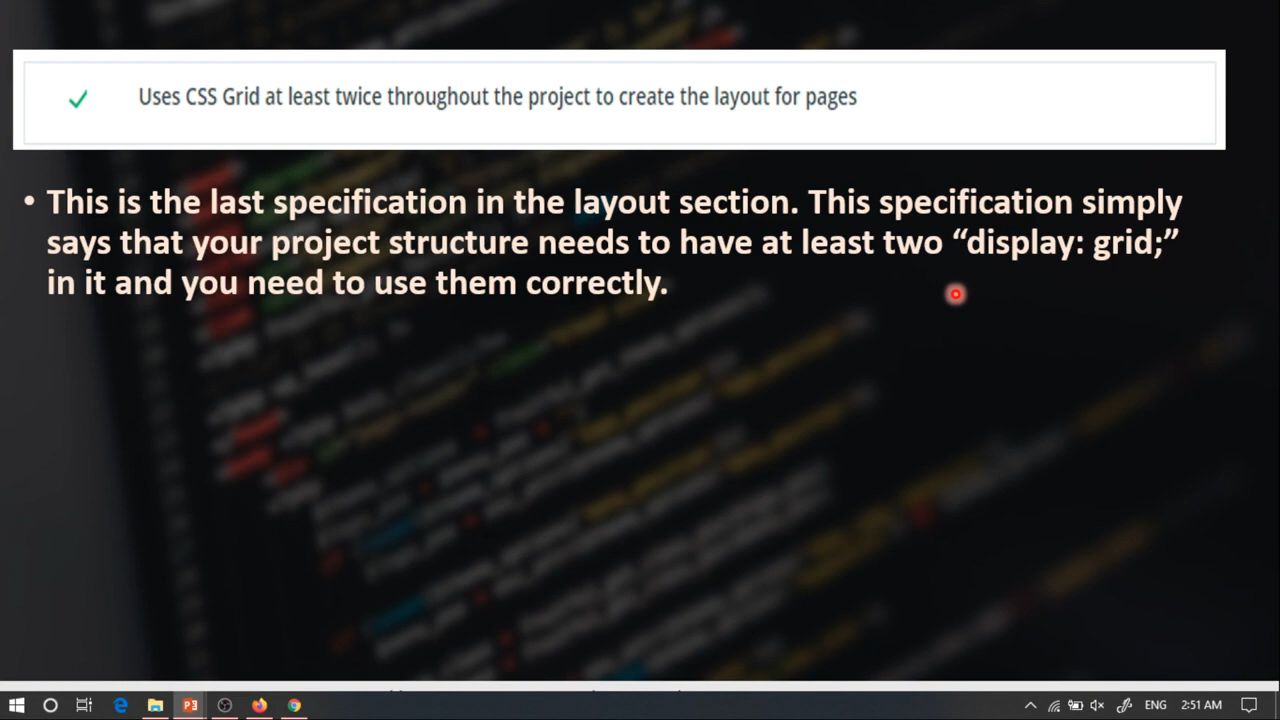 Uses CSS Grid at least twice throughout the project to create the layout for pages
• This is the last specification in the layout section. This specification simply
says that your project structure needs to have at least two “display: grid;”
in it and you need to use them correctly.
ENG 2:51 AM